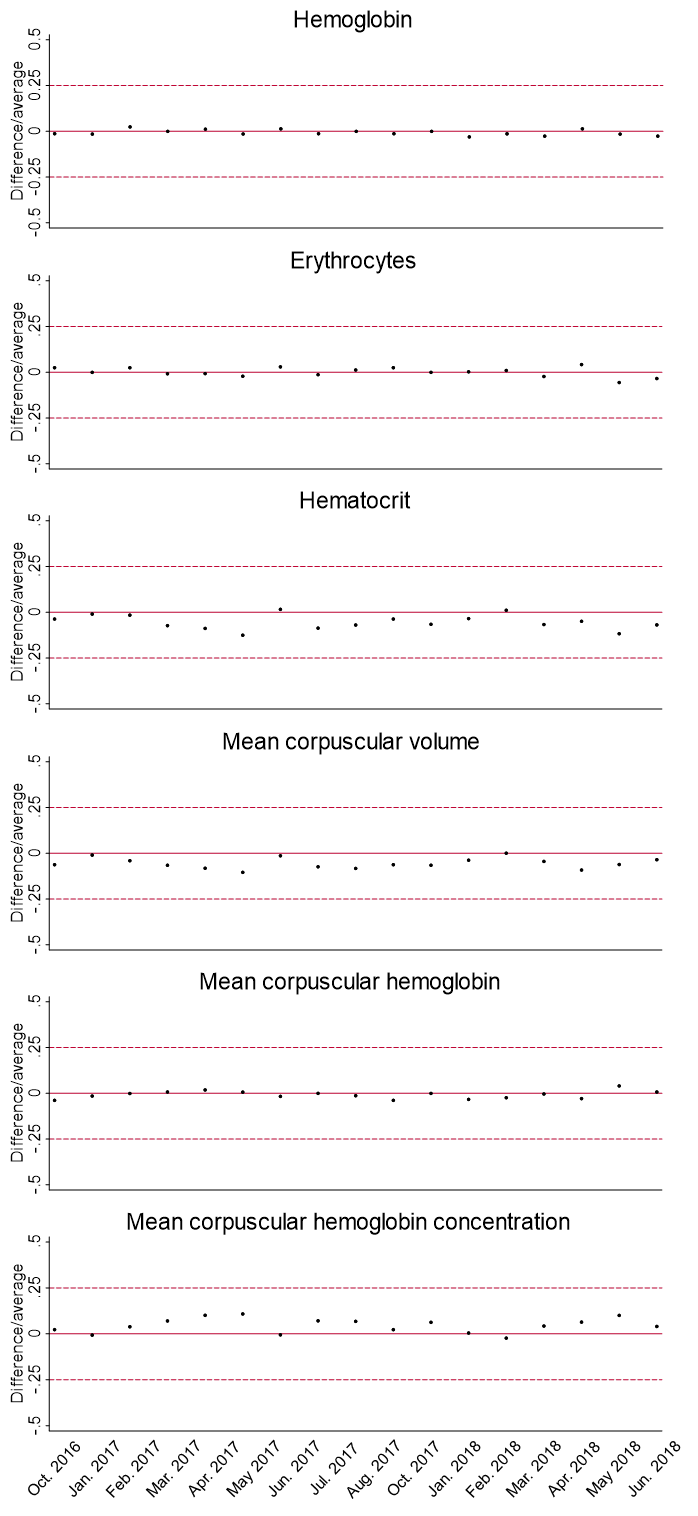 Hemoglobin
Difference/average
0.5
0.25
0
-0.25
-0.5
Erythrocytes
Difference/average
.5
.25
0
-.25
-.5
Hematocrit
Difference/average
.5
.25
0
-.25
-.5
Mean corpuscular volume
Difference/average
.5
.25
0
-.25
-.5
Mean corpuscular hemoglobin
Difference/average
.5
.25
0
-.25
-.5
Mean corpuscular hemoglobin concentration
Difference/average
.5
.25
0
-.25
-.5
Oct. 2016
Jan. 2017
Feb. 2017
Mar. 2017
Apr. 2017
May 2017
Jun. 2017
Jul. 2017
Aug. 2017
Oct. 2017
Jan. 2018
Feb. 2018
Mar. 2018
Apr. 2018
May 2018
Jun. 2018